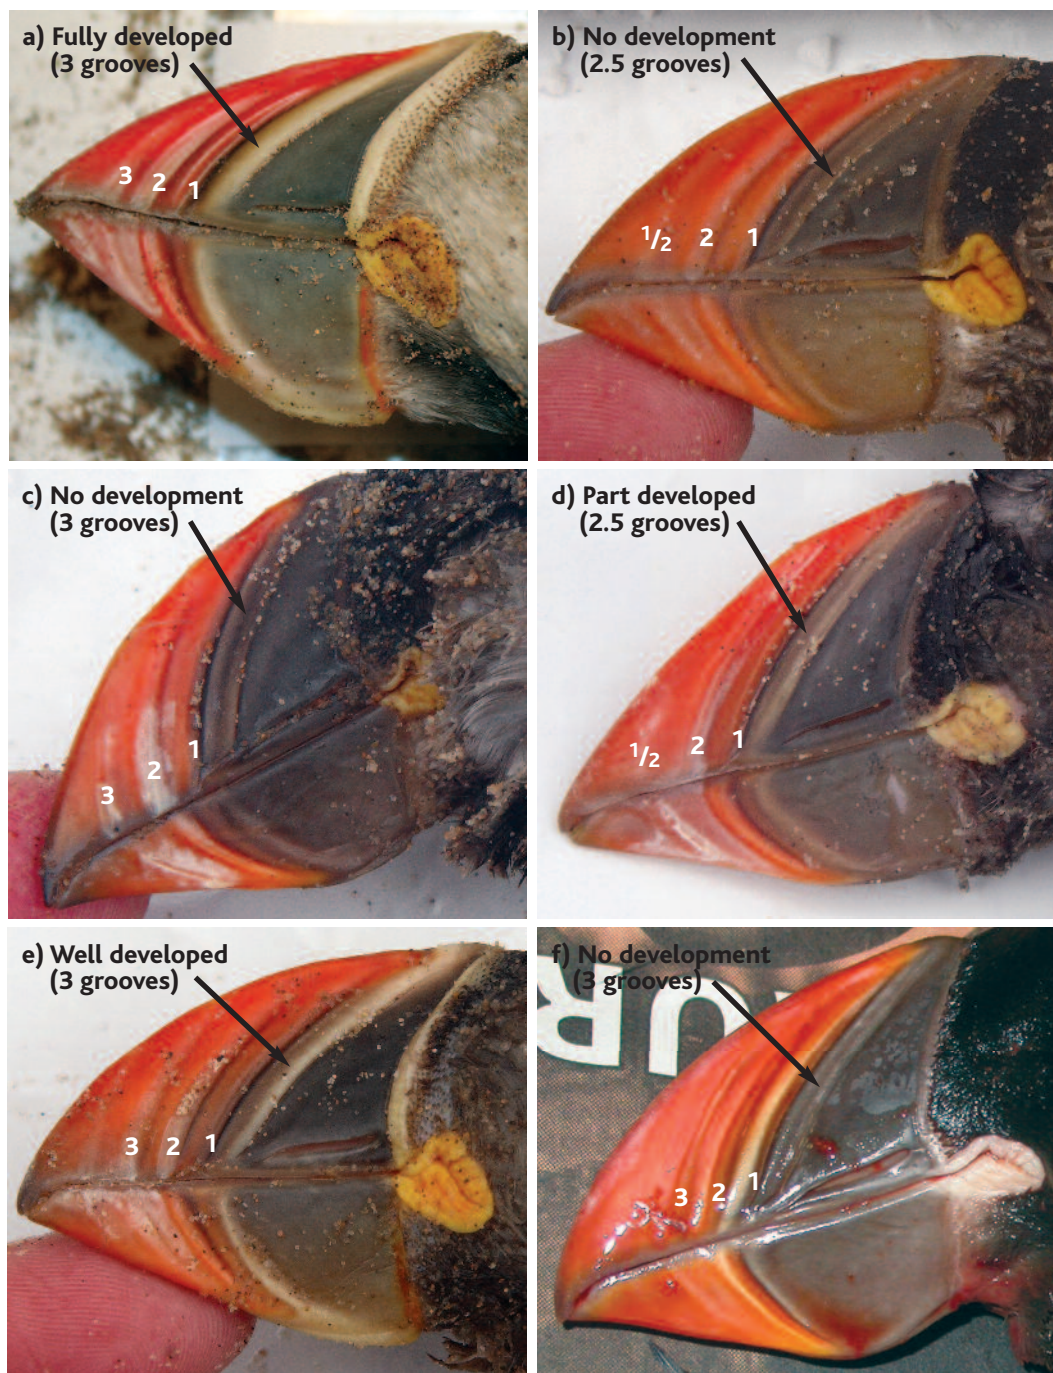 a) Fully developed
(3 grooves)
3 2 1
b) No development
(2.5 grooves)
1/2 2 1
c) No development
(3 grooves)
1
2
3
d) Part developed
(2.5 grooves)
1/2 2 1
e) Well developed
(3 grooves)
3 2 1
f) No development
(3 grooves)
3 2 1